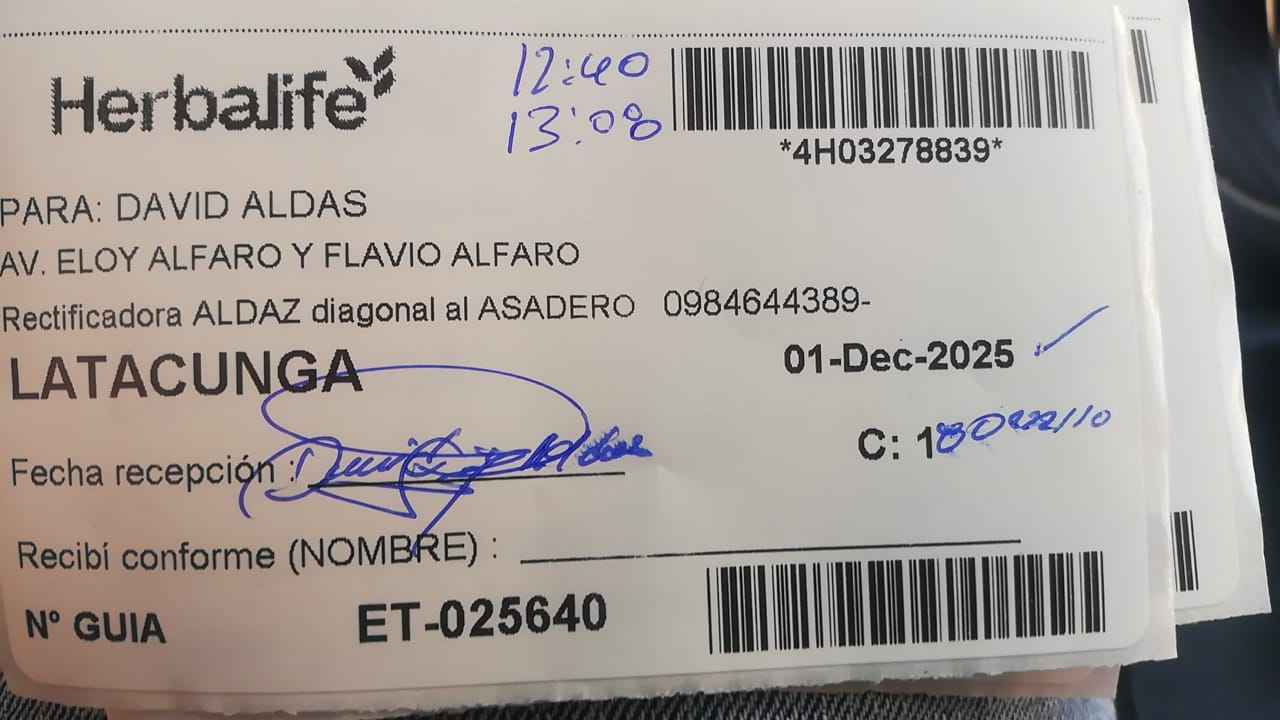 Herbalife
12:40
13:08
*4H03278839*
PARA: DAVID ALDAS
AV. ELOY ALFARO Y FLAVIO ALFARO
Rectificadora ALDAZ diagonal al ASADERO 0984644389-
LATACUNGA
01-Dec-2025
C: 1
Fecha recepción :
Recibí conforme (NOMBRE) :
Nº GUIA ET-025640